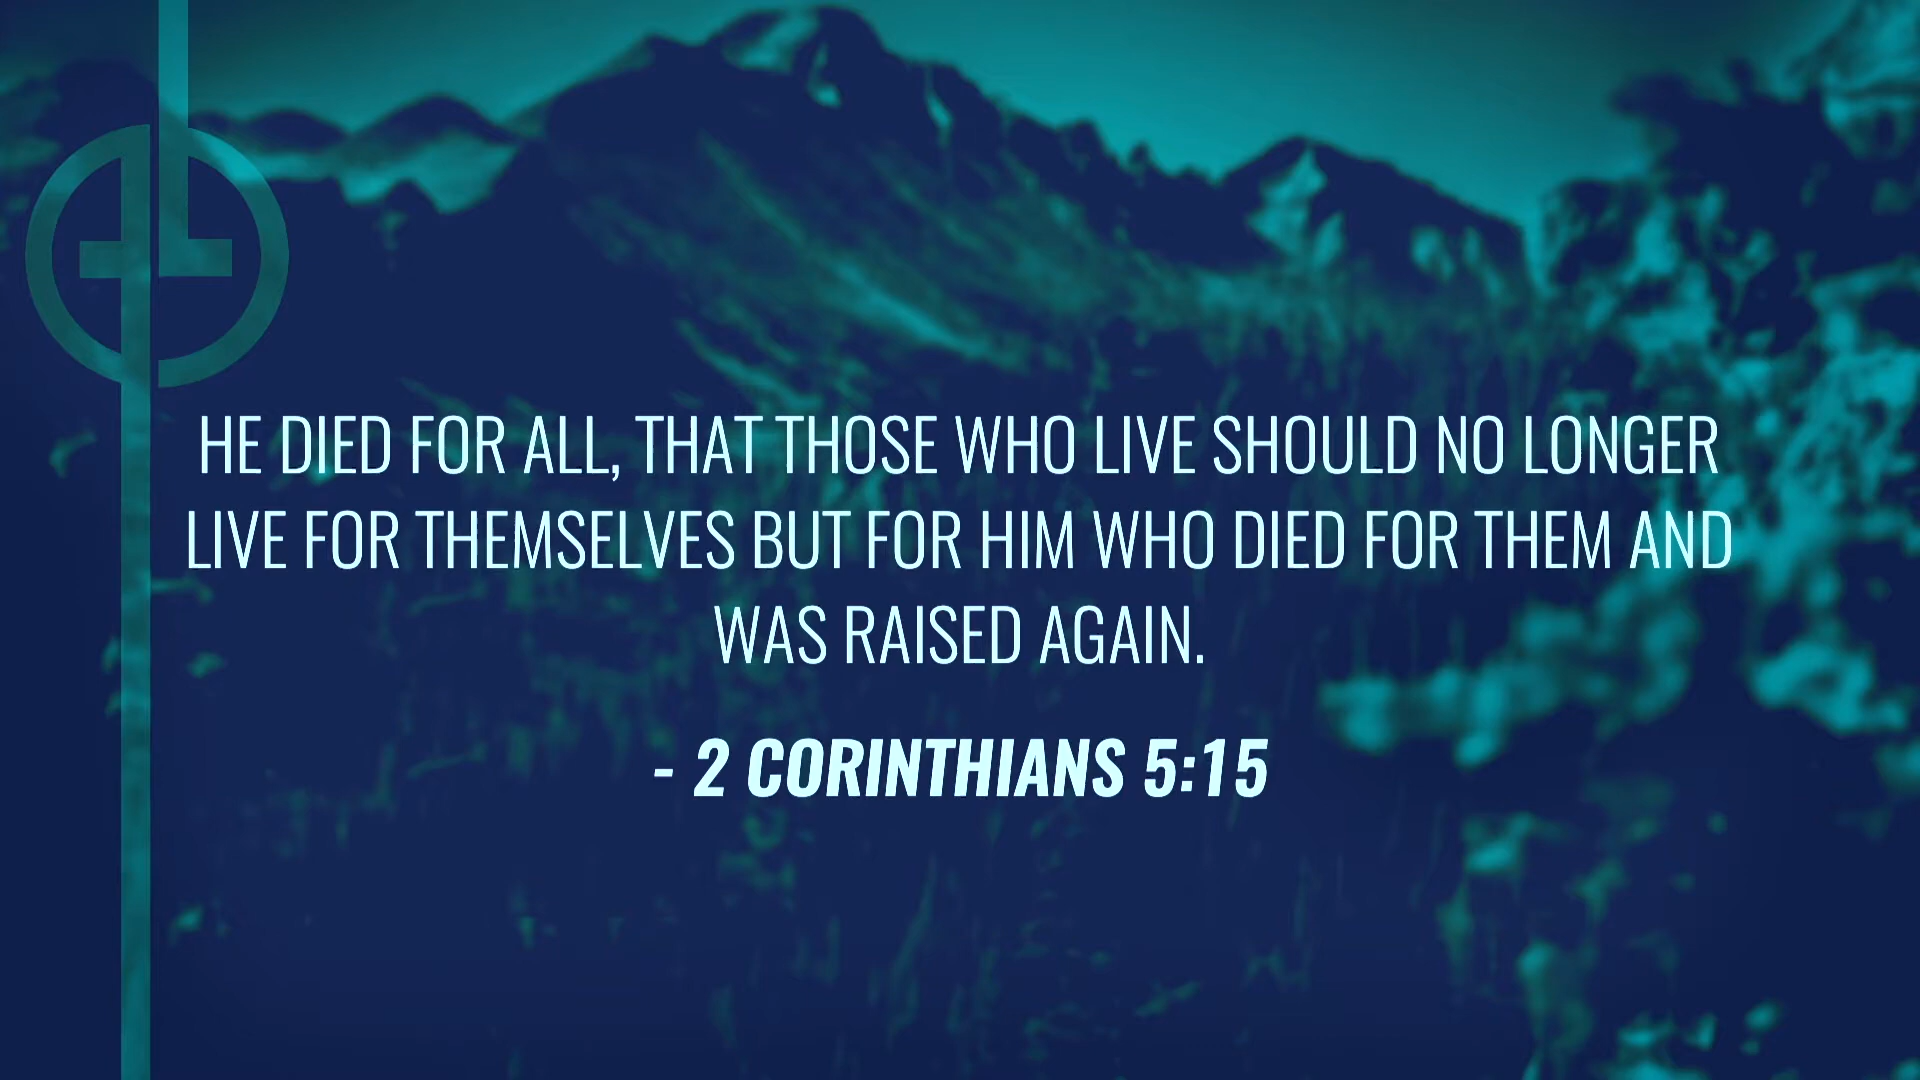 HE DIED FOR ALL, THAT THOSE WHO LIVE SHOULD NO LONGER
LIVE FOR THEMSELVES BUT FOR HIM WHO DIED FOR THEM AND
WAS RAISED AGAIN.
- 2 CORINTHIANS 5:15